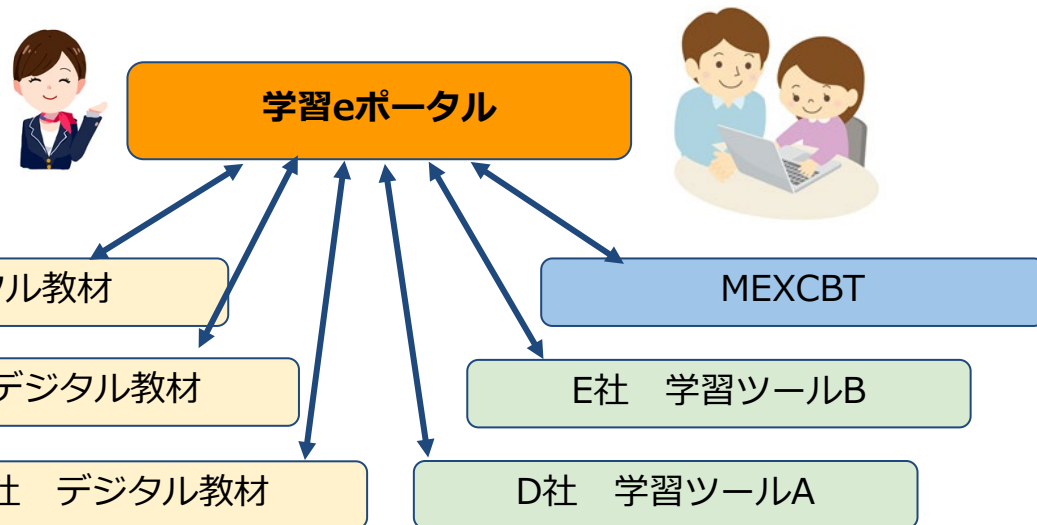 学習eポータル
ル教材
MEXCBT
デジタル教材
E社 学習ツールB
社 デジタル教材
D社 学習ツールA